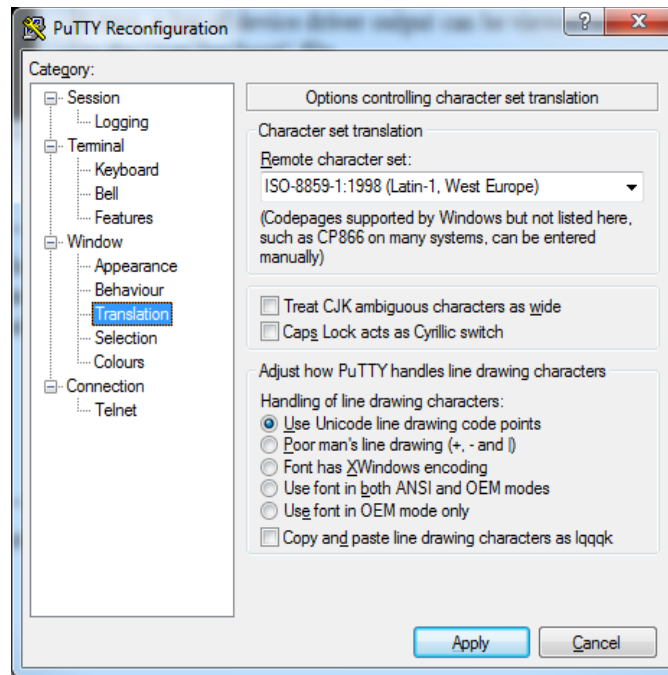 device driver output can be view
PuTTY Reconfiguration
?
X
Category:
Session
Logging
Terminal
Keyboard
Bell
Features
Window
Appearance
Behaviour
Translation
Selection
Colours
Connection
Telnet
Options controlling character set translation
Character set translation
Remote character set:
ISO-8859-1:1998 (Latin-1, West Europe)
(Codepages supported by Windows but not listed here,
such as CP866 on many systems, can be entered
manually)
Treat CJK ambiguous characters as wide
Caps Lock acts as Cyrillic switch
Adjust how PuTTY handles line drawing characters
Handling of line drawing characters:
Use Unicode line drawing code points
Poor man's line drawing (+, - and |)
Font has XWindows encoding
Use font in both ANSI and OEM modes
Use font in OEM mode only
Copy and paste line drawing characters as lqqqk
Apply
Cancel